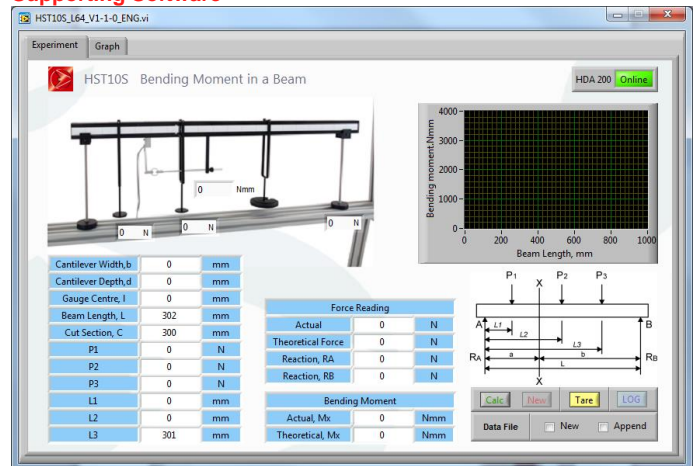 Supporting Software
HST10S_L64_V1-1-0_ENG.vi
Experiment Graph
HST10S Bending Moment in a Beam
HDA 200 Online
0 Nmm
0 N
0 N
0 N
Bending moment.Nmm
4000
3000
2000
1000
0
0 200 400 600 800 1000
Beam Length, mm
Cantilever Width,b 0 mm
Cantilever Depth,d 0 mm
Gauge Centre, l 0 mm
Beam Length, L 302 mm
Cut Section, C 300 mm
P1 0 N
P2 0 N
P3 0 N
L1 0 mm
L2 0 mm
L3 301 mm
Force Reading
Actual 0 N
Theoretical Force 0 N
Reaction, RA 0 N
Reaction, RB 0 N
Bending Moment
Actual, Mx 0 Nmm
Theoretical, Mx 0 Nmm
P1 X P2 P3
A L1 B
L2
L3
RA a b RB
L
X
Calc New Tare LOG
Data File New Append